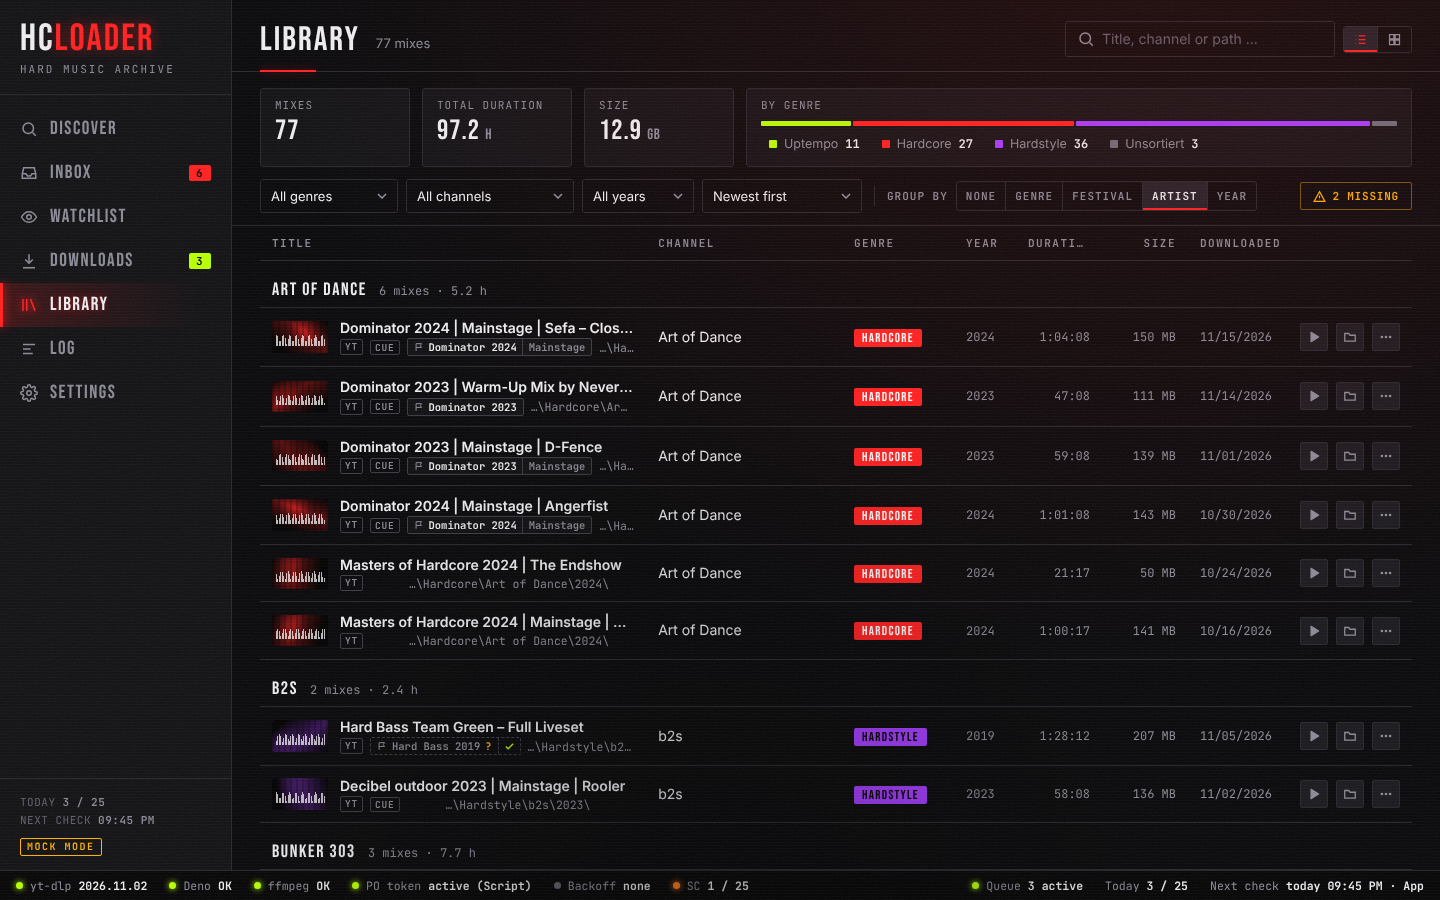 HCLOADER
HARD MUSIC ARCHIVE
DISCOVER
INBOX 6
WATCHLIST
DOWNLOADS 3
LIBRARY
LOG
SETTINGS
TODAY 3 / 25
NEXT CHECK 09:45 PM
MOCK MODE
LIBRARY 77 mixes
Title, channel or path ...
MIXES
77
TOTAL DURATION
97.2 H
SIZE
12.9 GB
BY GENRE
Uptempo 11 Hardcore 27 Hardstyle 36 Unsortiert 3
All genres All channels All years Newest first GROUP BY NONE GENRE FESTIVAL ARTIST YEAR 2 MISSING
TITLE CHANNEL GENRE YEAR DURATI… SIZE DOWNLOADED
ART OF DANCE 6 mixes · 5.2 h
Dominator 2024 | Mainstage | Sefa – Clos…
YT CUE Dominator 2024 Mainstage …\Ha…
Art of Dance HARDCORE 2024 1:04:08 150 MB 11/15/2026
Dominator 2023 | Warm-Up Mix by Never…
YT CUE Dominator 2023 …\Hardcore\Ar…
Art of Dance HARDCORE 2023 47:08 111 MB 11/14/2026
Dominator 2023 | Mainstage | D-Fence
YT CUE Dominator 2023 Mainstage …\Ha…
Art of Dance HARDCORE 2023 59:08 139 MB 11/01/2026
Dominator 2024 | Mainstage | Angerfist
YT CUE Dominator 2024 Mainstage …\Ha…
Art of Dance HARDCORE 2024 1:01:08 143 MB 10/30/2026
Masters of Hardcore 2024 | The Endshow
YT …\Hardcore\Art of Dance\2024\
Art of Dance HARDCORE 2024 21:17 50 MB 10/24/2026
Masters of Hardcore 2024 | Mainstage | …
YT …\Hardcore\Art of Dance\2024\
Art of Dance HARDCORE 2024 1:00:17 141 MB 10/16/2026
B2S 2 mixes · 2.4 h
Hard Bass Team Green – Full Liveset
YT Hard Bass 2019 ? …\Hardstyle\b2…
b2s HARDSTYLE 2019 1:28:12 207 MB 11/05/2026
Decibel outdoor 2023 | Mainstage | Rooler
YT CUE …\Hardstyle\b2s\2023\
b2s HARDSTYLE 2023 58:08 136 MB 11/02/2026
BUNKER 303 3 mixes · 7.7 h
yt-dlp 2026.11.02 Deno OK ffmpeg OK PO token active (Script) Backoff none SC 1 / 25 Queue 3 active Today 3 / 25 Next check today 09:45 PM · App